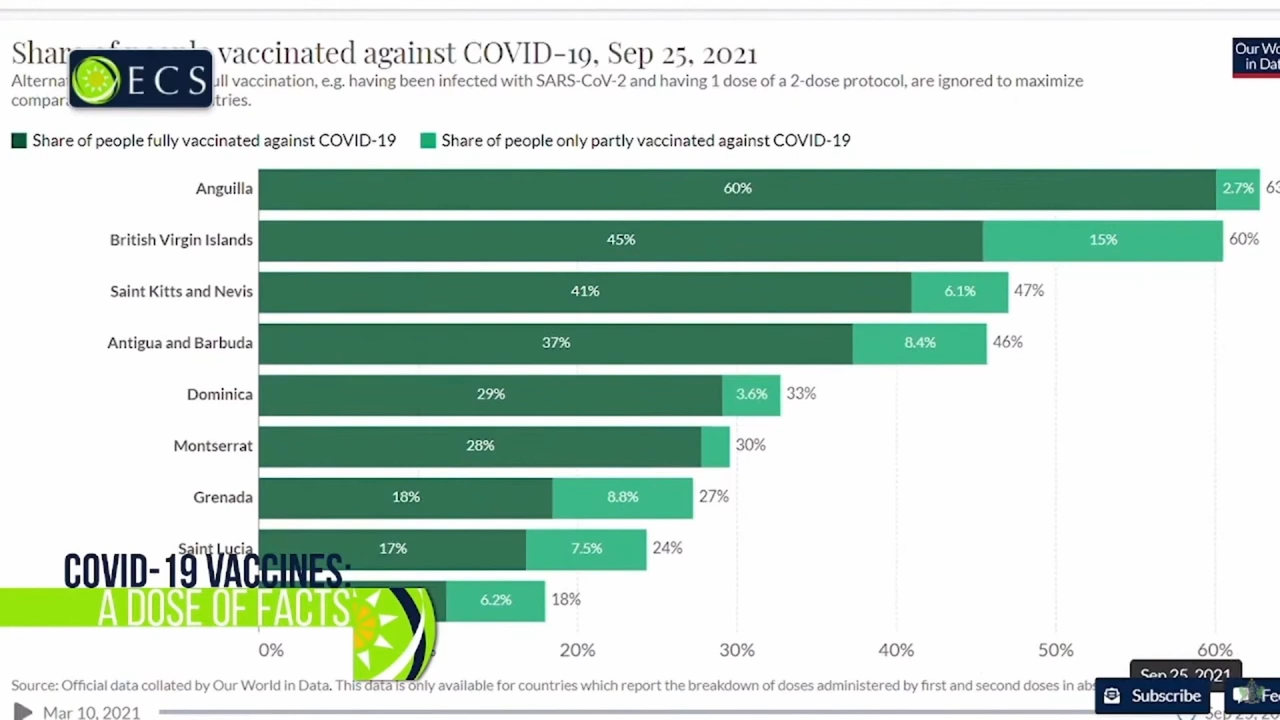 Share of people vaccinated against COVID-19, Sep 25, 2021
Our Wo
in Dat
ull vaccination, e.g. having been infected with SARS-CoV-2 and having 1 dose of a 2-dose protocol, are ignored to maximize
tries.
ECS
Share of people fully vaccinated against COVID-19 Share of people only partly vaccinated against COVID-19
Anguilla 60% 2.7% 63
British Virgin Islands 45% 15% 60%
Saint Kitts and Nevis 41% 6.1% 47%
Antigua and Barbuda 37% 8.4% 46%
Dominica 29% 3.6% 33%
Montserrat 28% 30%
Grenada 18% 8.8% 27%
Saint Lucia 17% 7.5% 24%
6.2% 18%
COVID-19 VACCINES:
A DOSE OF FACTS
0% 20% 30% 40% 50% 60%
Sep 25, 2021
Source: Official data collated by Our World in Data. This data is only available for countries which report the breakdown of doses administered by first and second doses in abs
Subscribe
Fe
Mar 10, 2021